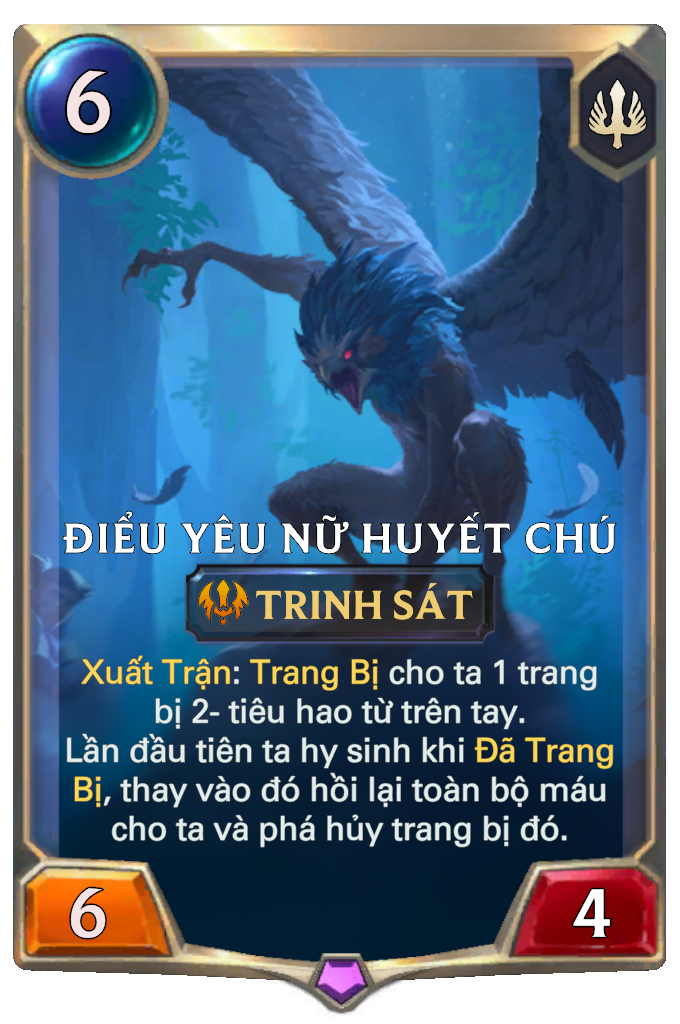 6
ĐIỂU YÊU NỮ HUYẾT CHÚ
TRINH SÁT
Xuất Trận: Trang Bị cho ta 1 trang
bị 2- tiêu hao từ trên tay.
Lần đầu tiên ta hy sinh khi Đã Trang
Bị, thay vào đó hồi lại toàn bộ máu
cho ta và phá hủy trang bị đó.
6
4